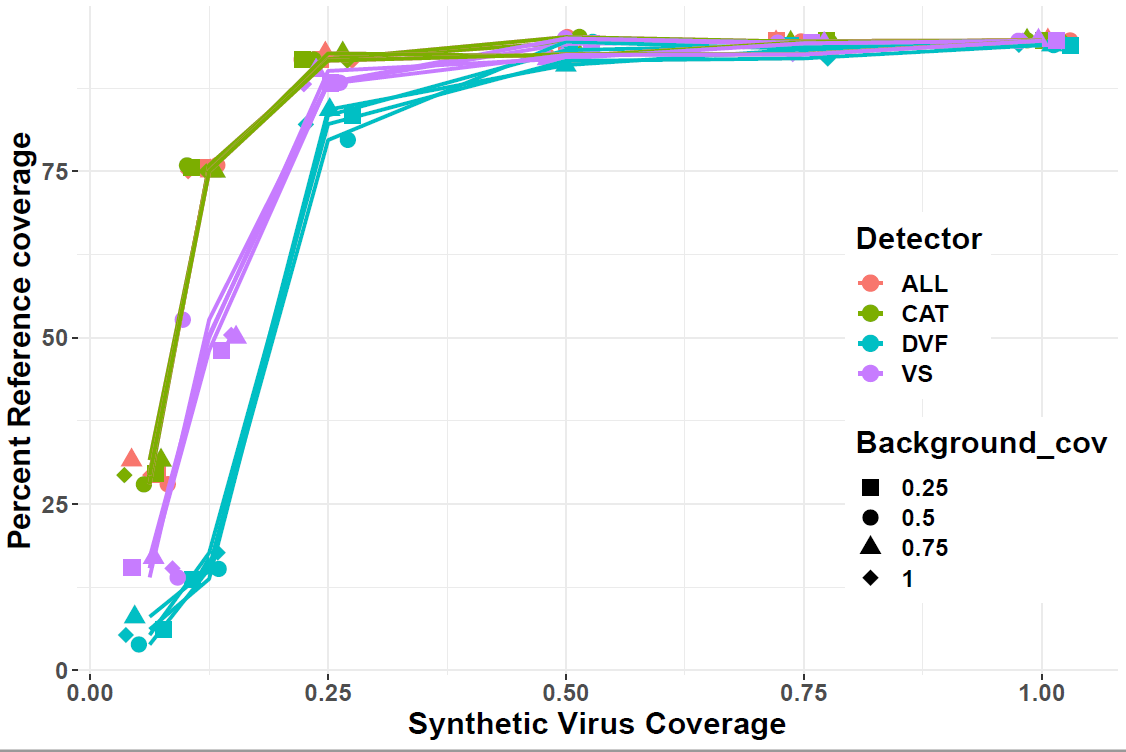 Percent Reference coverage
75
50
25
0
0.00 0.25 0.50 0.75 1.00
Synthetic Virus Coverage
Detector
ALL
CAT
DVF
VS
Background_cov
0.25
0.5
0.75
1